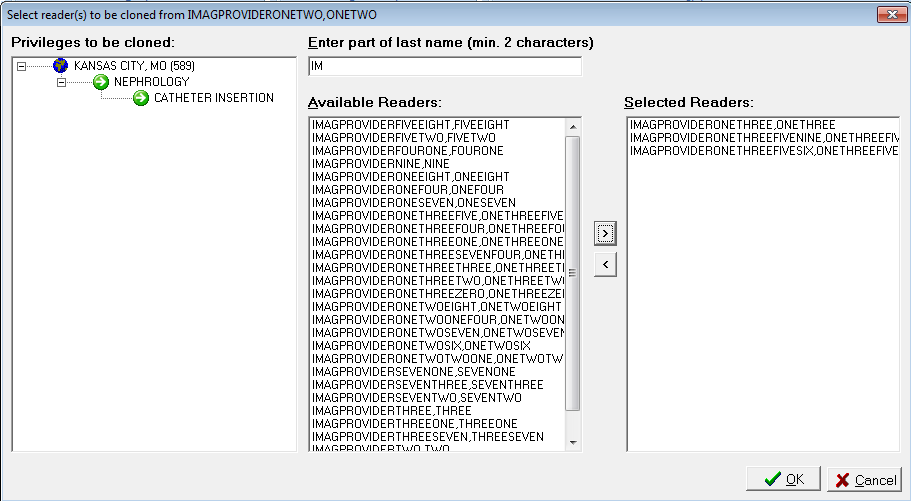 Select reader(s) to be cloned from IMAGPROVIDERONETWO,ONETWO
Privileges to be cloned:
KANSAS CITY, MO (589)
NEPHROLOGY
CATHETER INSERTION
Enter part of last name (min. 2 characters)
IM
Available Readers:
IMAGPROVIDERFIVEEIGHT,FIVEEIGHT
IMAGPROVIDERFIVETWO,FIVETWO
IMAGPROVIDERFOURONE,FOURONE
IMAGPROVIDERNINE,NINE
IMAGPROVIDERONEEIGHT,ONEEIGHT
IMAGPROVIDERONEFOUR,ONEFOUR
IMAGPROVIDERONESEVEN,ONESEVEN
IMAGPROVIDERONETHREEFIVE,ONETHREEFIVE
IMAGPROVIDERONETHREEFOUR,ONETHREEFOU
IMAGPROVIDERONETHREEONE,ONETHREEONE
IMAGPROVIDERONETHREESEVENFOUR,ONETHI
IMAGPROVIDERONETHREETHREE,ONETHREETI
IMAGPROVIDERONETHREETWO,ONETHREETWO
IMAGPROVIDERONETHREEZERO,ONETHREEZEI
IMAGPROVIDERONETWOEIGHT,ONETWOEIGHT
IMAGPROVIDERONETWOONEFOUR,ONETWOON
IMAGPROVIDERONETWOSEVEN,ONETWOSEVEN
IMAGPROVIDERONETWOSIX,ONETWOSIX
IMAGPROVIDERONETWOTWOONE,ONETWOTW
IMAGPROVIDERSEVENONE,SEVENONE
IMAGPROVIDERSEVENTHREE,SEVENTHREE
IMAGPROVIDERSEVENTWO,SEVENTWO
IMAGPROVIDERTHREE,THREE
IMAGPROVIDERTHREEONE,THREEONE
IMAGPROVIDERTHREESEVEN,THREESEVEN
IMAGPROVIDERTWO,TWO
>
<
Selected Readers:
IMAGPROVIDERONETHREE,ONETHREE
IMAGPROVIDERONETHREEFIVENINE,ONETHREEFIV
IMAGPROVIDERONETHREEFIVESIX,ONETHREEFIVE
OK
Cancel